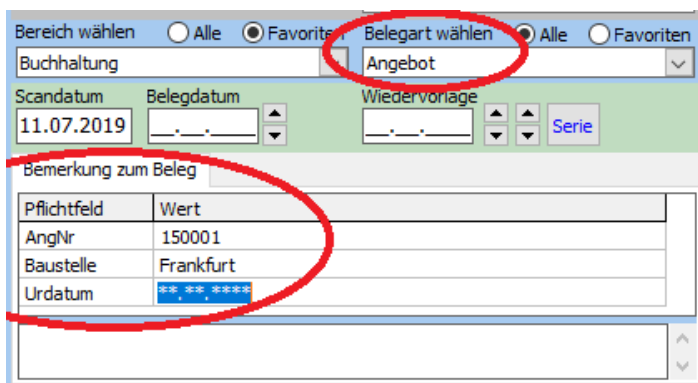 Bereich wählen Alle Favoriten Belegart wählen Alle Favoriten
Buchhaltung Angebot
Scandatum Belegdatum Wiedervorlage
11.07.2019 __.__.____ __.__.____ Serie
Bemerkung zum Beleg
Pflichtfeld Wert
AngNr 150001
Baustelle Frankfurt
Urdatum **.**.****